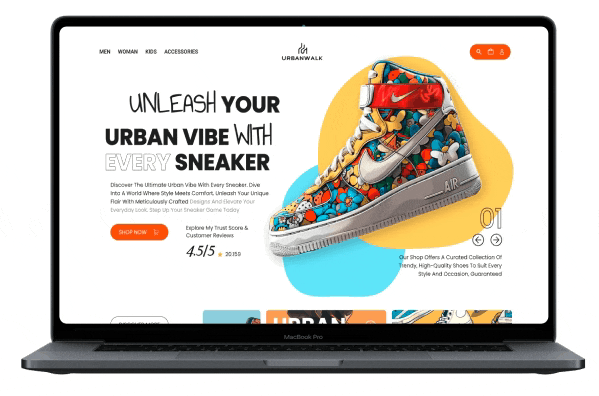 MEN WOMAN KIDS ACCESSORIES
URBANWALK
UNLEASH YOUR
URBAN VIBE WITH
EVERY SNEAKER
Discover The Ultimate Urban Vibe With Every Sneaker. Dive
Into A World Where Style Meets Comfort. Unleash Your Unique
Flair With Meticulously Crafted Designs And Elevate Your
Everyday Look. Step Up Your Sneaker Game Today
SHOP NOW
Explore My Trust Score &
Customer Reviews
4.5/5
20.159
AIR
01
Our Shop Offers A Curated Collection Of
Trendy, High-Quality Shoes To Suit Every
Style And Occasion, Guaranteed
URBAN
MacBook Pro